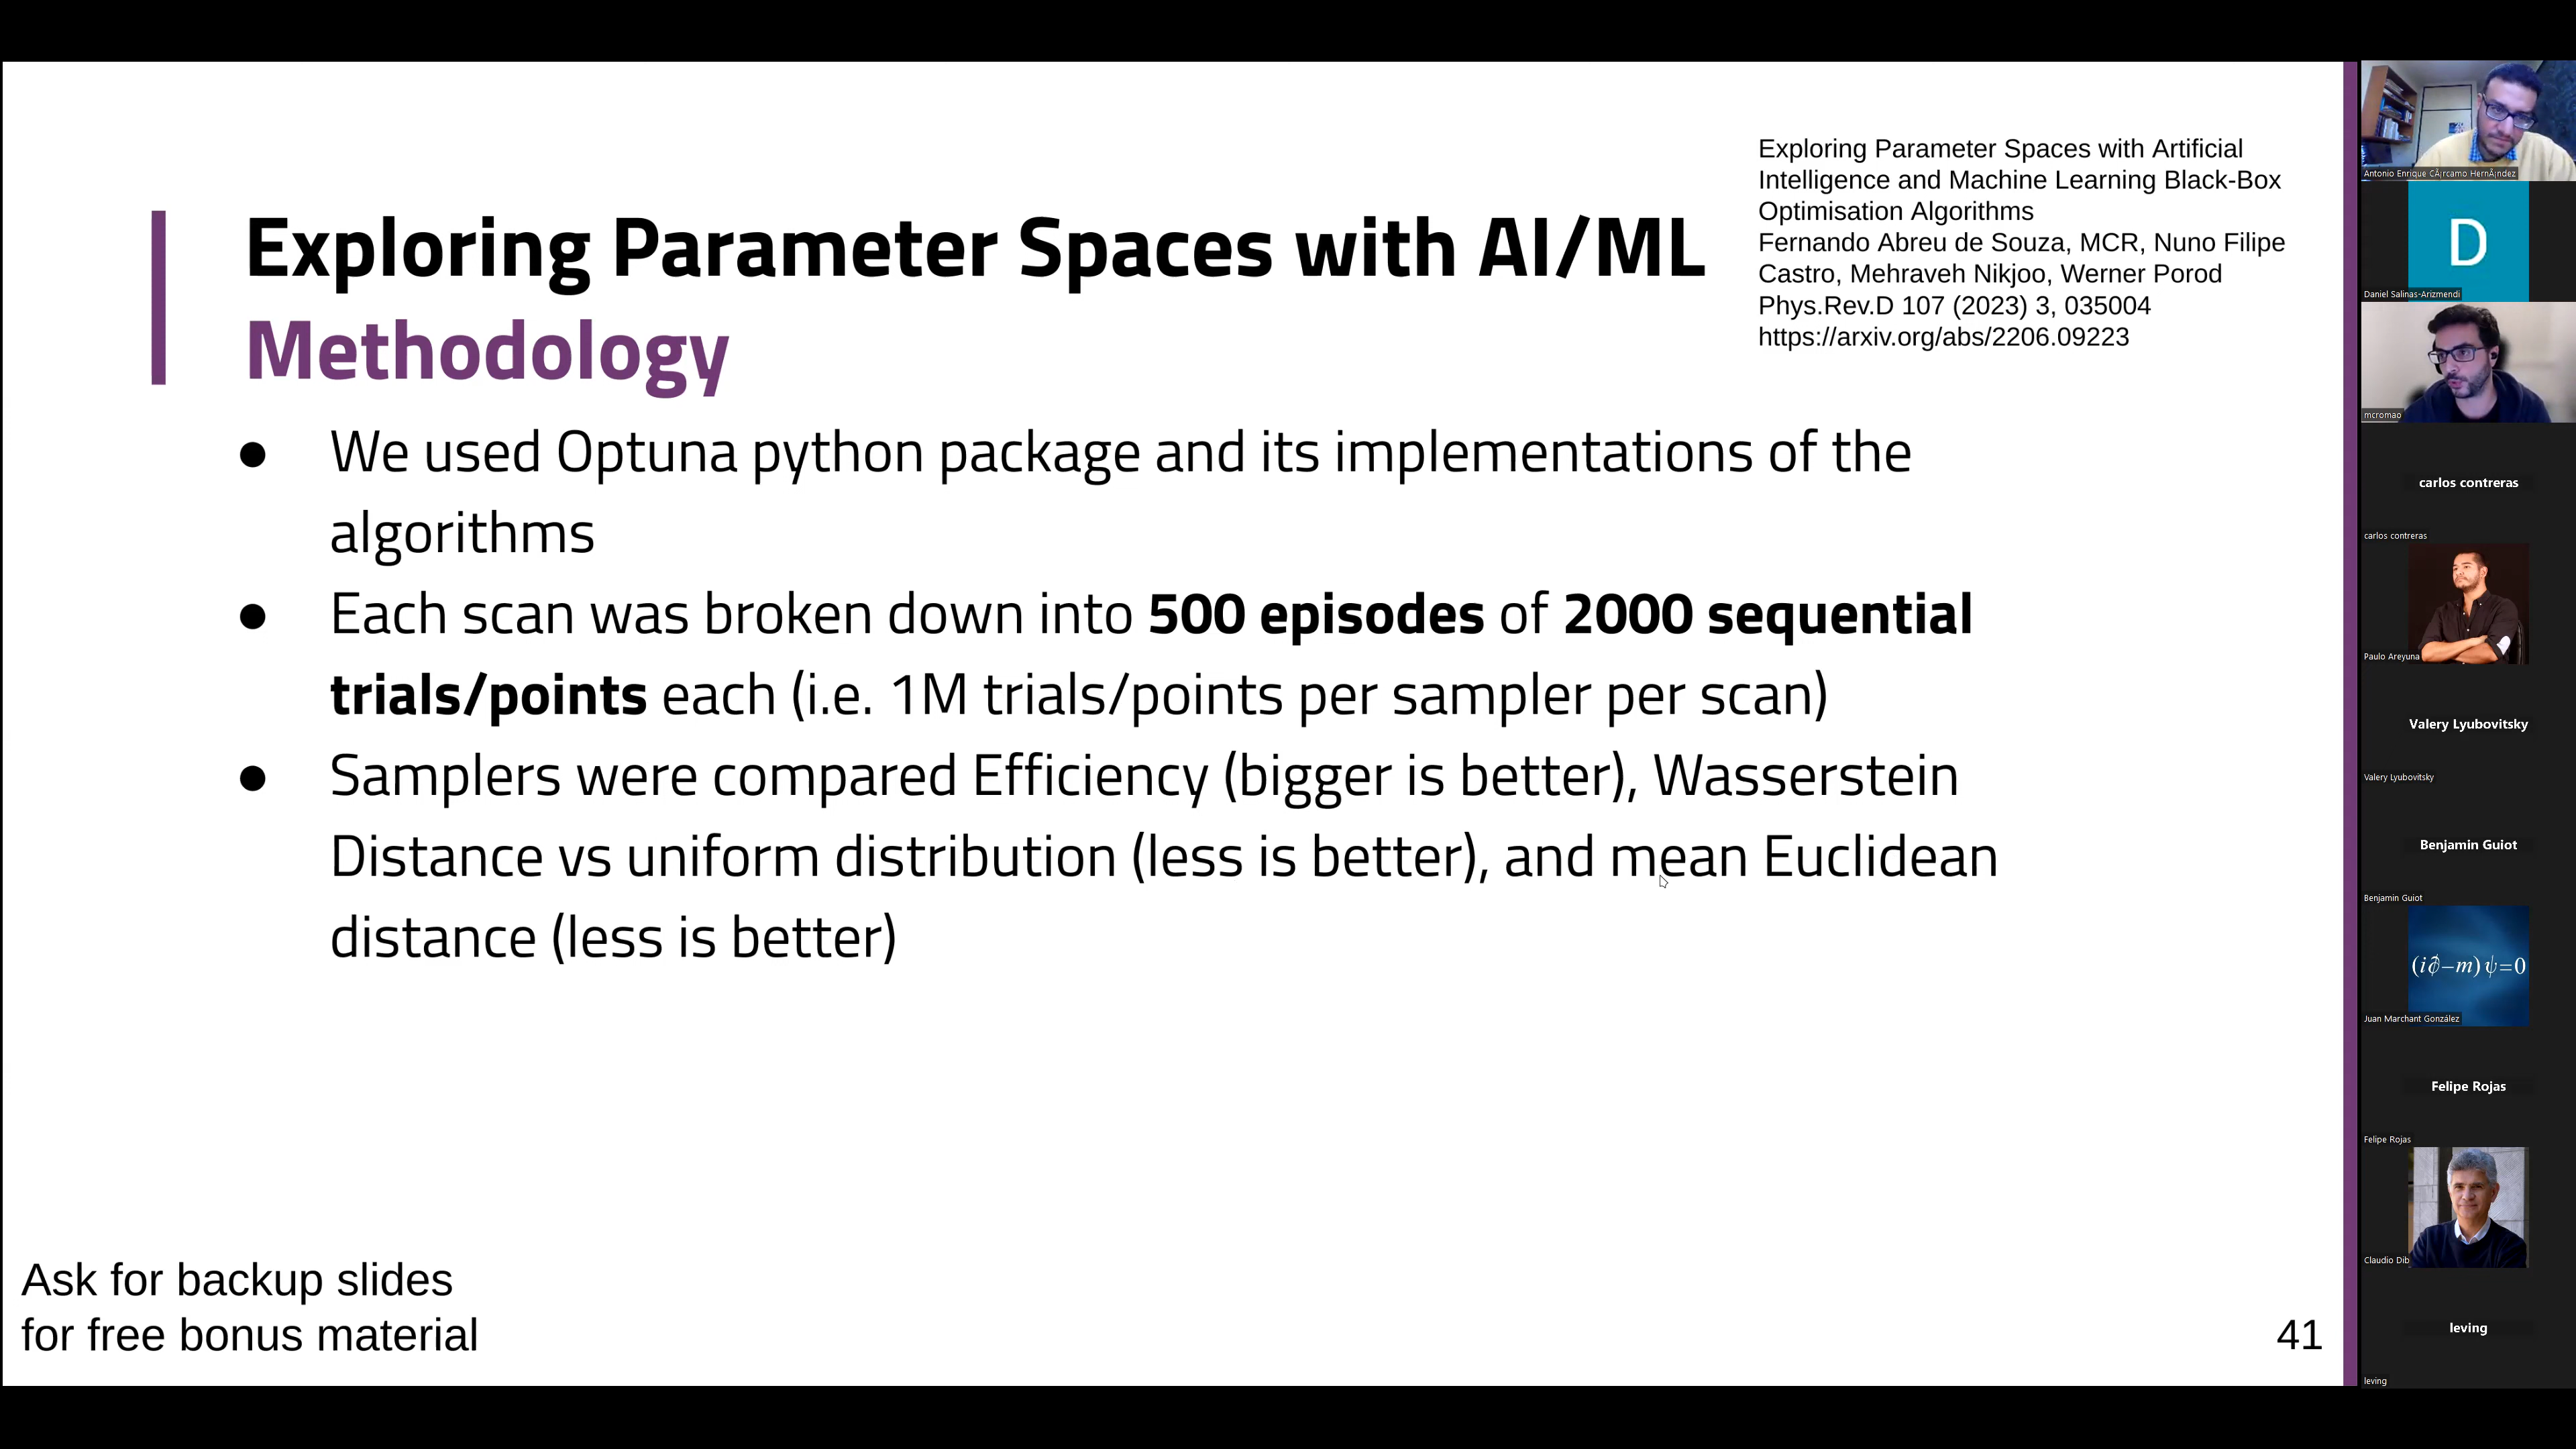 Exploring Parameter Spaces with AI/ML
Methodology
Exploring Parameter Spaces with Artificial
Intelligence and Machine Learning Black-Box
Optimisation Algorithms
Fernando Abreu de Souza, MCR, Nuno Filipe
Castro, Mehraveh Nikjoo, Werner Porod
Phys.Rev.D 107 (2023) 3, 035004
https://arxiv.org/abs/2206.09223
● We used Optuna python package and its implementations of the
algorithms
● Each scan was broken down into 500 episodes of 2000 sequential
trials/points each (i.e. 1M trials/points per sampler per scan)
● Samplers were compared Efficiency (bigger is better), Wasserstein
Distance vs uniform distribution (less is better), and mean Euclidean
distance (less is better)
Ask for backup slides
for free bonus material
41
Antonio Enrique CÃ¡rcamo HernÃ¡ndez
D
Daniel Salinas-Arizmendi
mcromao
carlos contreras
carlos contreras
Paulo Areyuna
Valery Lyubovitsky
Valery Lyubovitsky
Benjamin Guiot
Benjamin Guiot
(i∂̂−m)ψ=0
Juan Marchant González
Felipe Rojas
Felipe Rojas
Claudio Dib
leving
leving